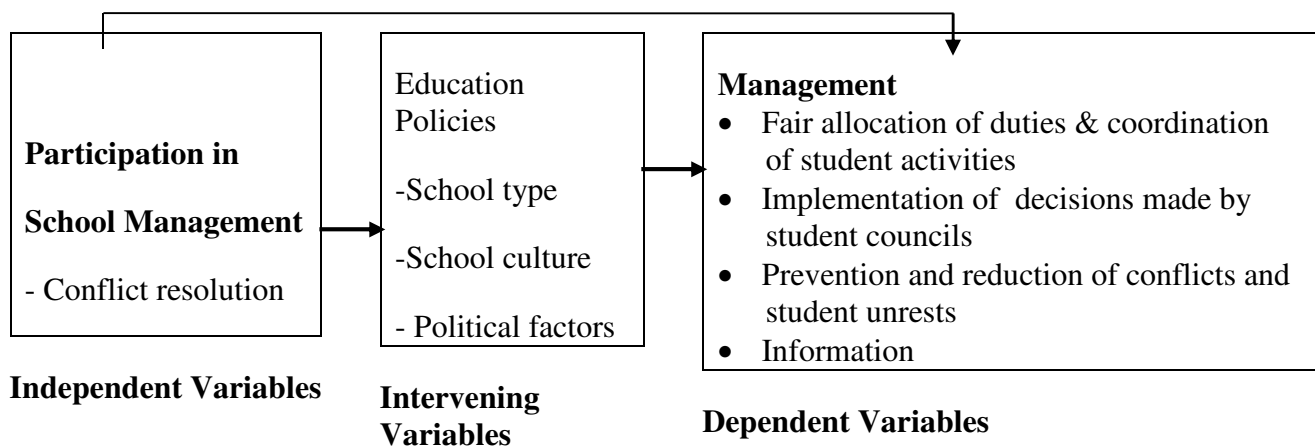 Participation in
School Management
- Conflict resolution
Independent Variables
Education
Policies
-School type
-School culture
- Political factors
Intervening
Variables
Management
• Fair allocation of duties & coordination
of student activities
• Implementation of decisions made by
student councils
• Prevention and reduction of conflicts and
student unrests
• Information
Dependent Variables